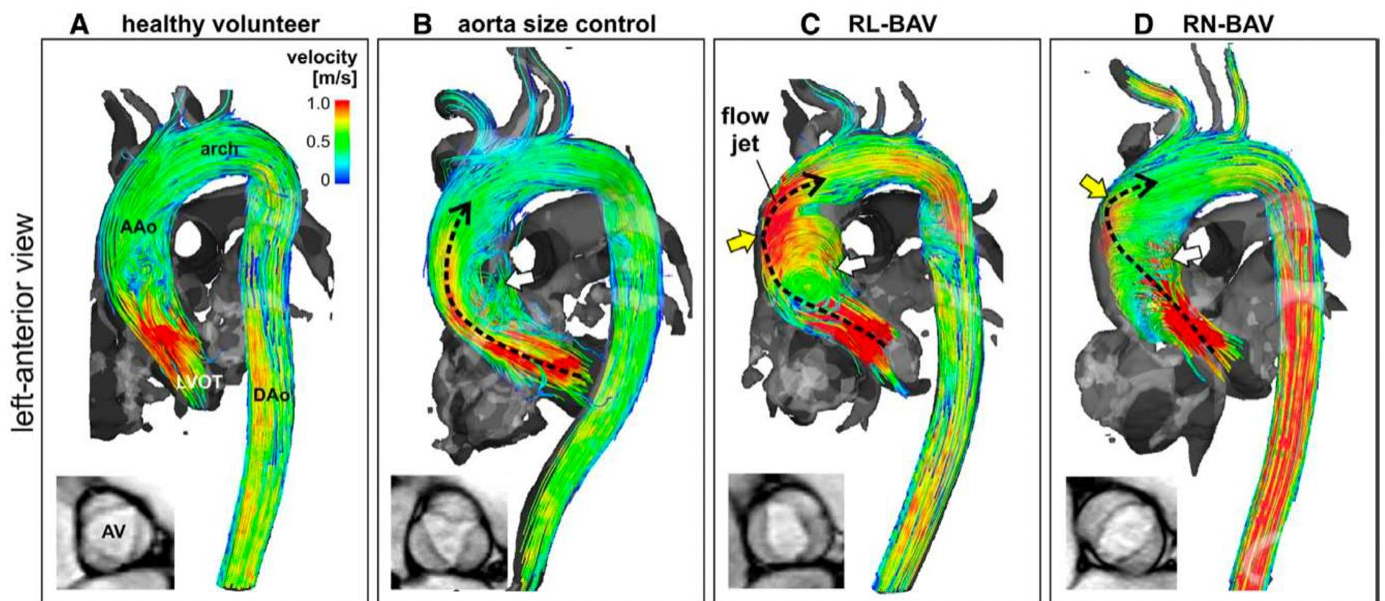 A healthy volunteer
B aorta size control
C RL-BAV
D RN-BAV
left-anterior view
velocity
[m/s]
1.0
0.5
0
arch
AAo
LVOT
DAo
AV
flow
jet